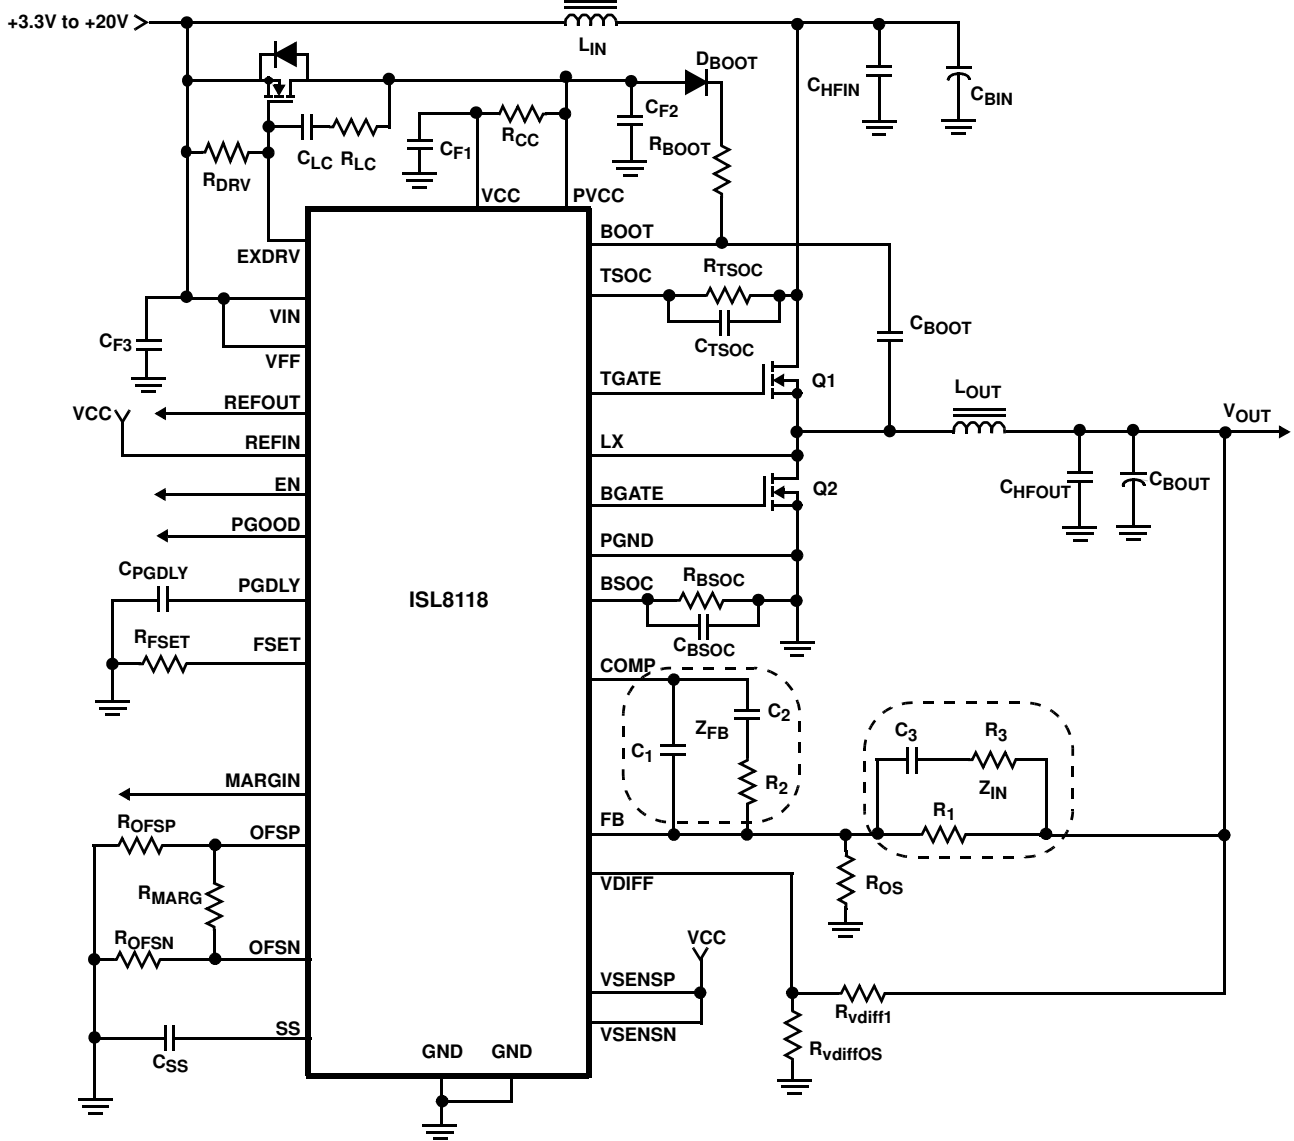 +3.3V to +20V
LIN
DBOOT
CHFIN
CBIN
CF2
RBOOT
CF1
RCC
CLC
RLC
RDRV
VCC
PVCC
EXDRV
BOOT
TSOC
RTSOC
CTSOC
VIN
VFF
CF3
CBOOT
TGATE
Q1
LOUT
VOUT
REFOUT
VCC
REFIN
LX
EN
BGATE
Q2
CHFOUT
CBOUT
PGOOD
PGND
CPGDLY
PGDLY
BSOC
RBSOC
CBSOC
ISL8118
RFSET
FSET
COMP
C2
ZFB
C1
R2
C3
R3
ZIN
R1
MARGIN
ROFSP
OFSP
FB
RMARG
VDIFF
ROS
ROFSN
OFSN
VCC
VSENSP
VSENSN
Rvdiff1
RvdiffOS
SS
CSS
GND
GND